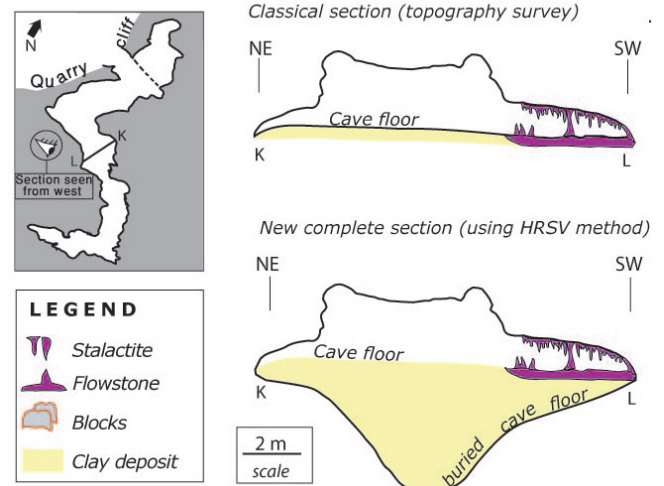 N
Quarry
cliff
K
L
Section seen
from west
Classical section (topography survey)
NE
SW
Cave floor
K
L
New complete section (using HRSV method)
NE
SW
Cave floor
K
L
buried cave floor
2 m
scale
LEGEND
Stalactite
Flowstone
Blocks
Clay deposit